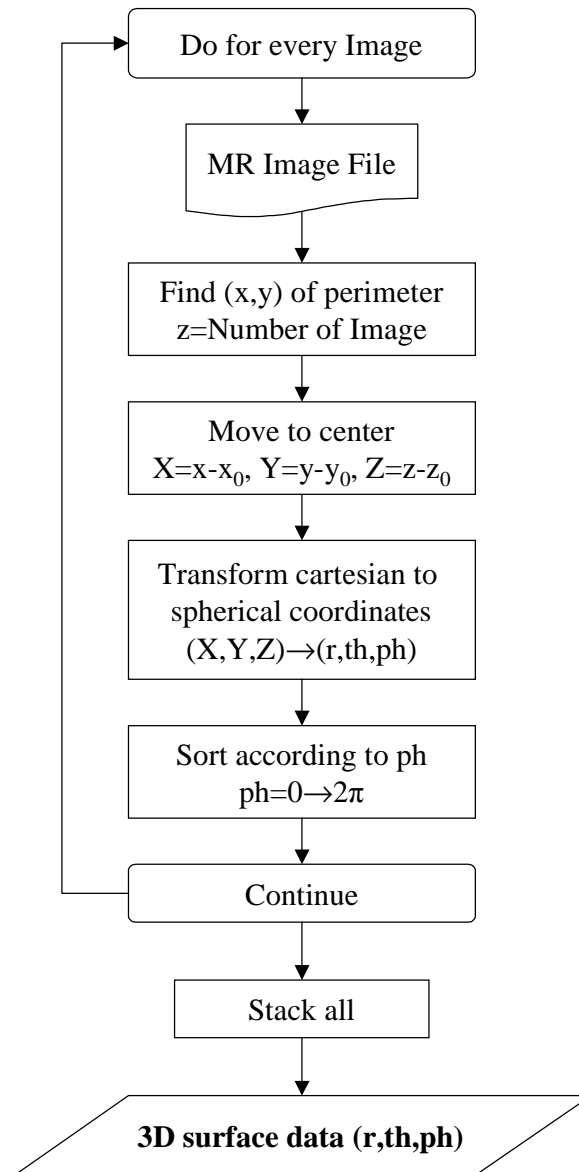 Do for every Image
MR Image File
Find (x,y) of perimeter
z=Number of Image
Move to center
X=x-x₀, Y=y-y₀, Z=z-z₀
Transform cartesian to
spherical coordinates
(X,Y,Z)→(r,th,ph)
Sort according to ph
ph=0→2π
Continue
Stack all
3D surface data (r,th,ph)